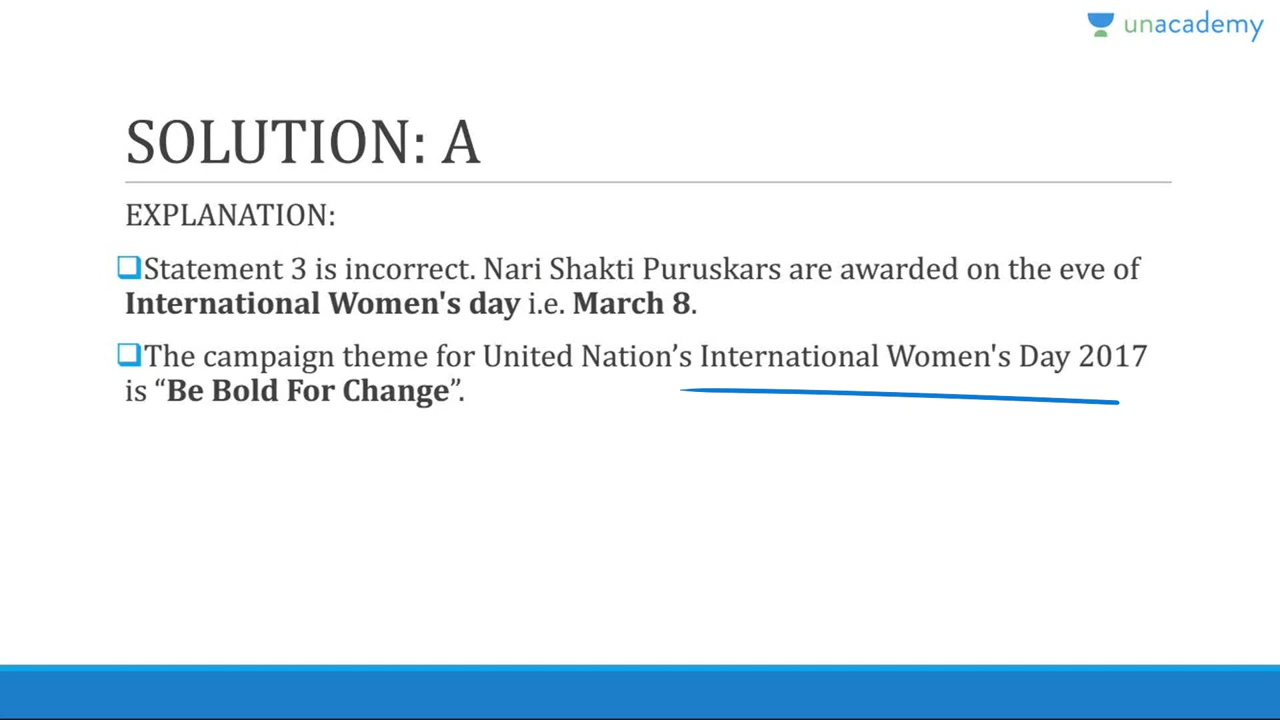 unacademy
SOLUTION: A
EXPLANATION:
Statement 3 is incorrect. Nari Shakti Puruskars are awarded on the eve of
International Women's day i.e. March 8.
The campaign theme for United Nation’s International Women's Day 2017
is “Be Bold For Change”.